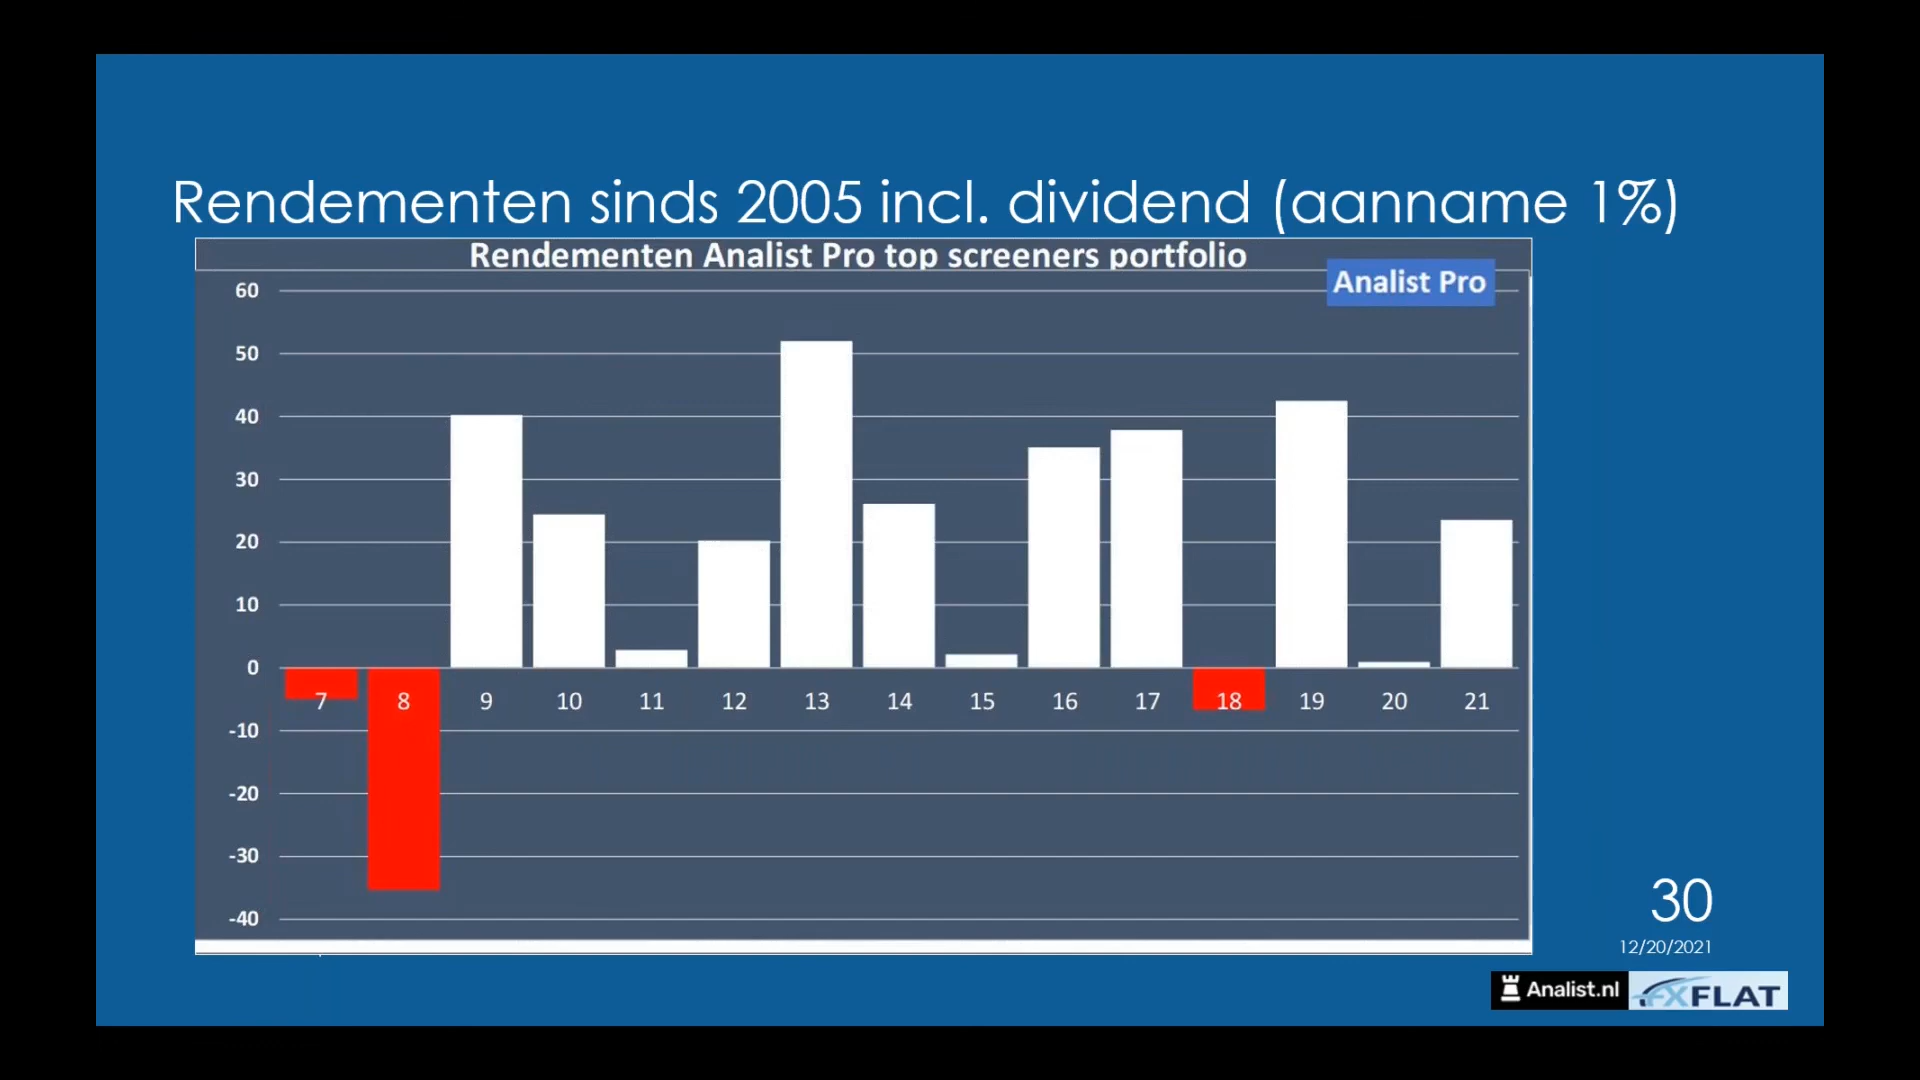 Rendementen sinds 2005 incl. dividend (aanname 1%)
Rendementen Analist Pro top screeners portfolio
Analist Pro
60
50
40
30
20
10
0
7 8 9 10 11 12 13 14 15 16 17 18 19 20 21
-10
-20
-30
-40
30
12/20/2021
Analist.nl
FXFLAT